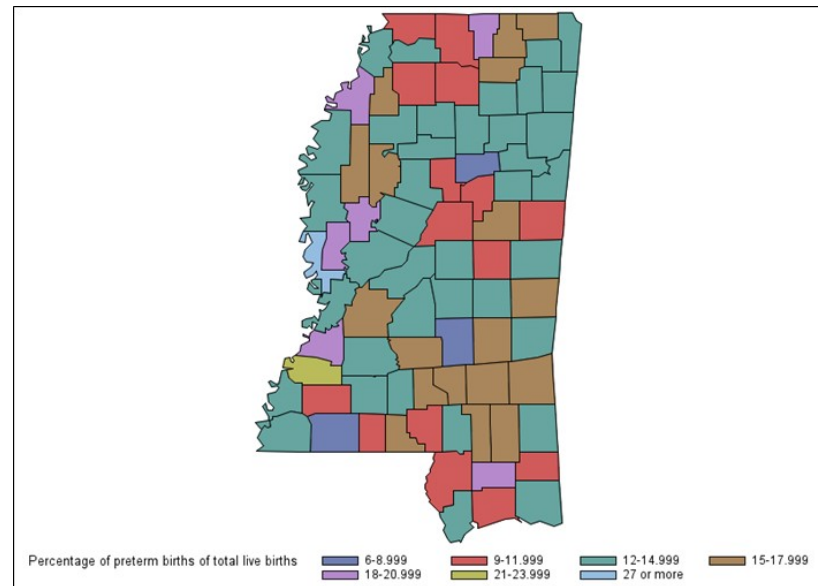 Percentage of preterm births of total live births 6-8.999 9-11.999 12-14.999 15-17.999
18-20.999 21-23.999 27 or more